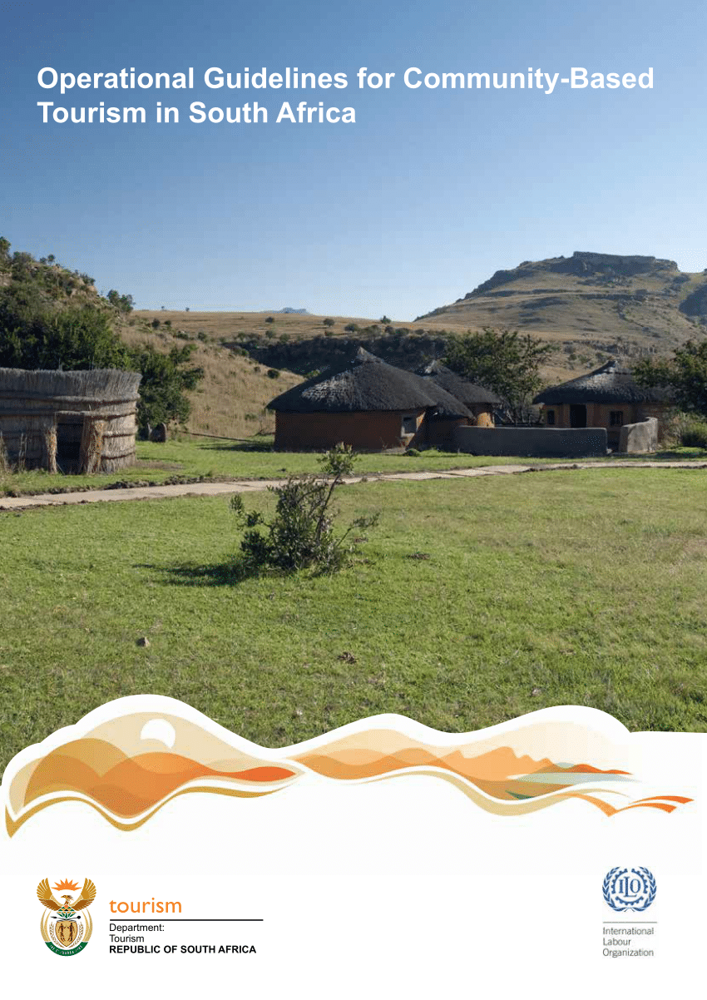 Operational Guidelines for Community-Based
Tourism in South Africa
tourism
Department:
Tourism
REPUBLIC OF SOUTH AFRICA
ILO
International
Labour
Organization